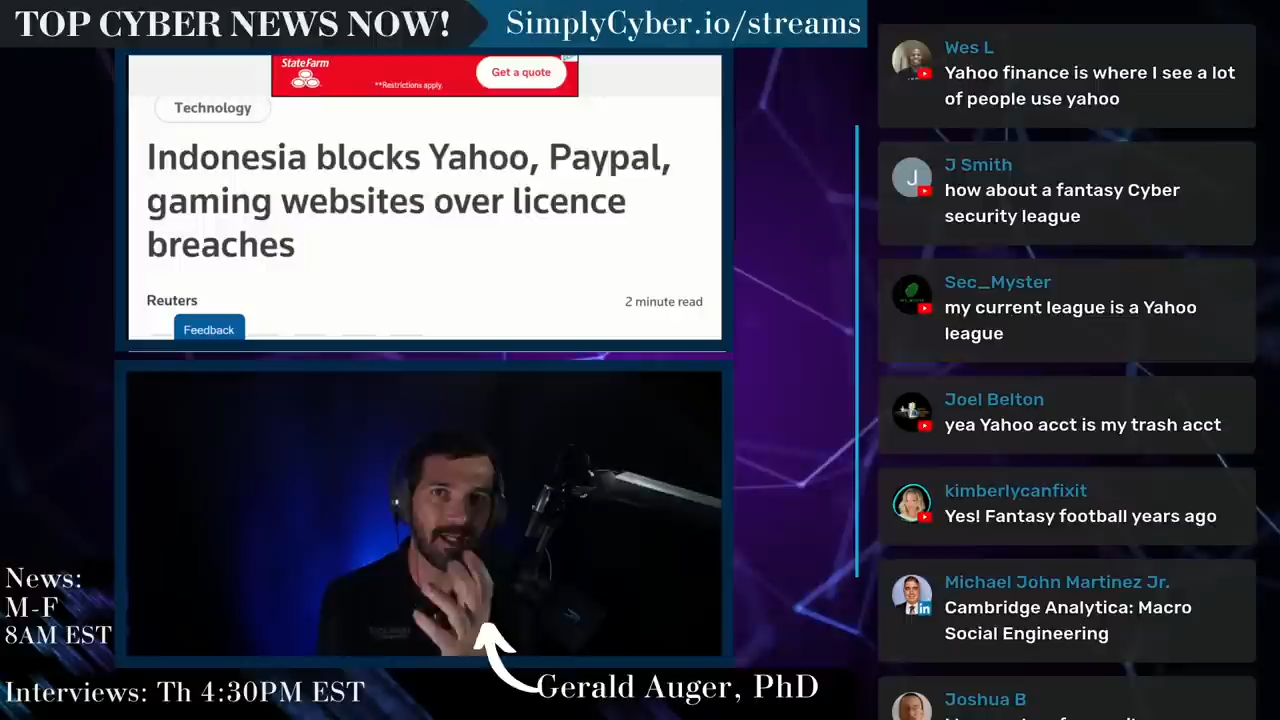 TOP CYBER NEWS NOW!
SimplyCyber.io/streams
StateFarm
**Restrictions apply.
Get a quote
Technology
Indonesia blocks Yahoo, Paypal,
gaming websites over licence
breaches
Reuters
2 minute read
Feedback
News:
M-F
8AM EST
Interviews: Th 4:30PM EST
Gerald Auger, PhD
Wes L
Yahoo finance is where I see a lot
of people use yahoo
J
J Smith
how about a fantasy Cyber
security league
Sec_Myster
my current league is a Yahoo
league
Joel Belton
yea Yahoo acct is my trash acct
kimberlycanfixit
Yes! Fantasy football years ago
Michael John Martinez Jr.
in
Cambridge Analytica: Macro
Social Engineering
Joshua B